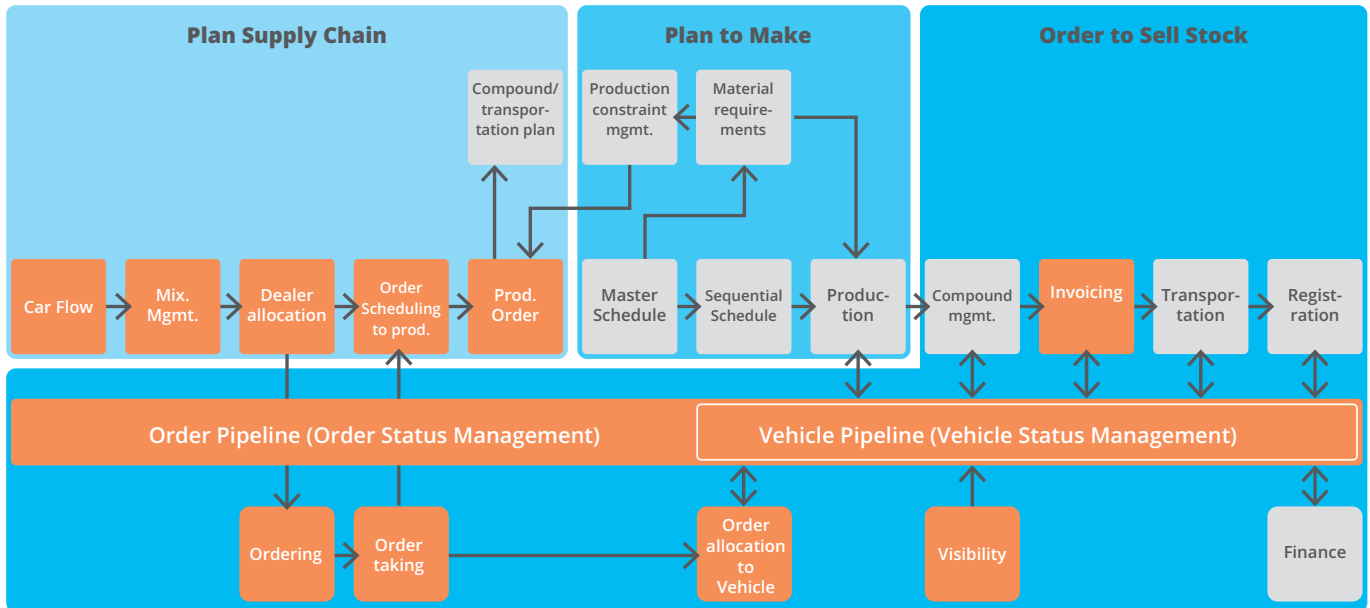 Plan Supply Chain
Plan to Make
Order to Sell Stock
Compound/
transpor-
tation plan
Production
constraint
mgmt.
Material
require-
ments
Car Flow
Mix.
Mgmt.
Dealer
allocation
Order
Scheduling
to prod.
Prod.
Order
Master
Schedule
Sequential
Schedule
Produc-
tion
Compound
mgmt.
Invoicing
Transpor-
tation
Regist-
ration
Order Pipeline (Order Status Management)
Vehicle Pipeline (Vehicle Status Management)
Ordering
Order
taking
Order
allocation
to
Vehicle
Visibility
Finance